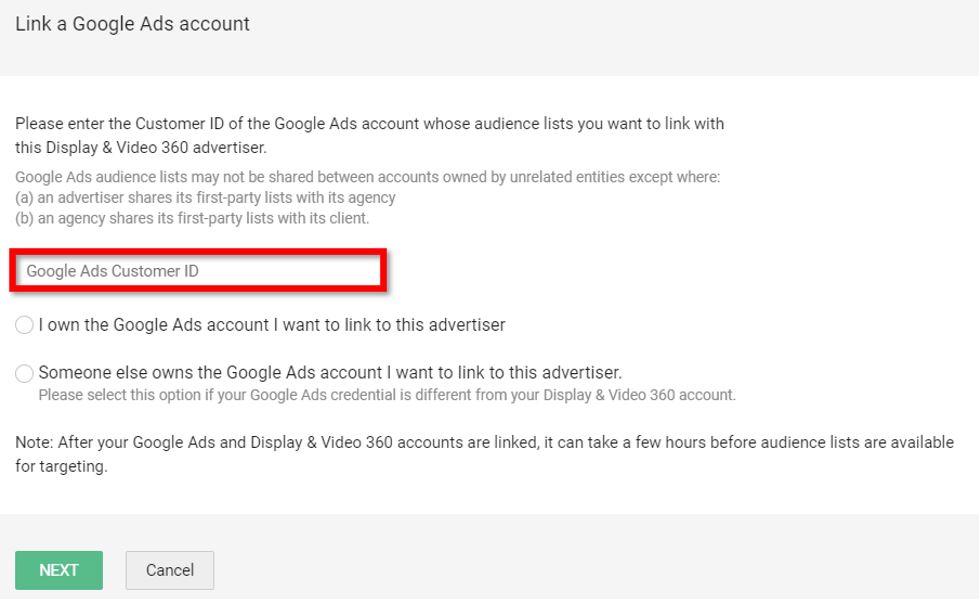 Link a Google Ads account
Please enter the Customer ID of the Google Ads account whose audience lists you want to link with
this Display & Video 360 advertiser.
Google Ads audience lists may not be shared between accounts owned by unrelated entities except where:
(a) an advertiser shares its first-party lists with its agency
(b) an agency shares its first-party lists with its client.
Google Ads Customer ID
I own the Google Ads account I want to link to this advertiser
Someone else owns the Google Ads account I want to link to this advertiser.
Please select this option if your Google Ads credential is different from your Display & Video 360 account.
Note: After your Google Ads and Display & Video 360 accounts are linked, it can take a few hours before audience lists are available
for targeting.
NEXT Cancel